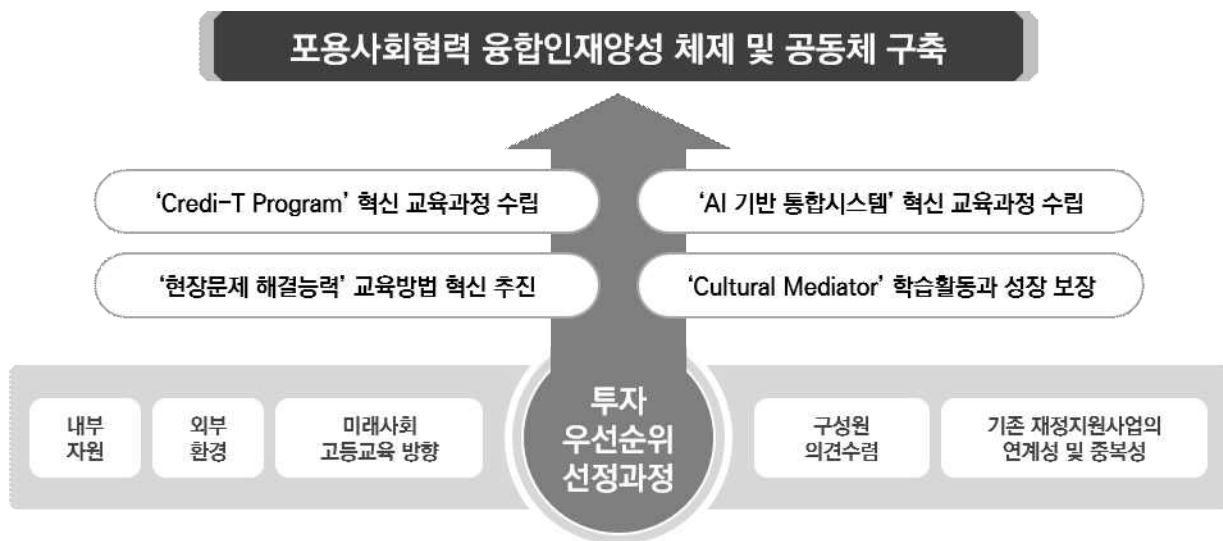 포용사회협력 융합인재양성 체제 및 공동체 구축
‘Credi-T Program’ 혁신 교육과정 수립
‘AI 기반 통합시스템’ 혁신 교육과정 수립
‘현장문제 해결능력’ 교육방법 혁신 추진
‘Cultural Mediator’ 학습활동과 성장 보장
내부
자원
외부
환경
미래사회
고등교육 방향
투자
우선순위
선정과정
구성원
의견수렴
기존 재정지원사업의
연계성 및 중복성